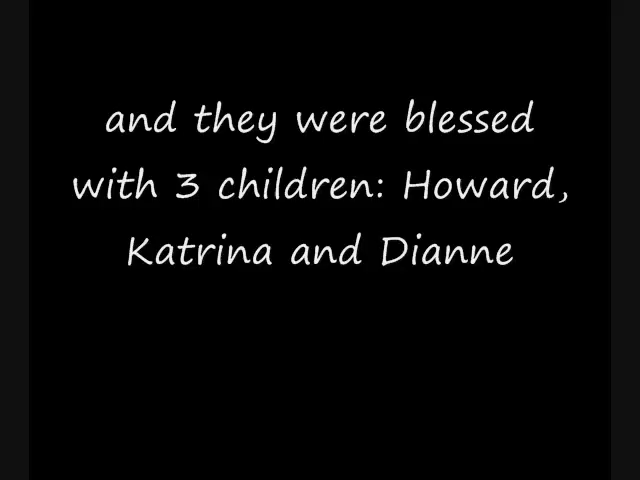 and they were blessed
with 3 children: Howard,
Katrina and Dianne